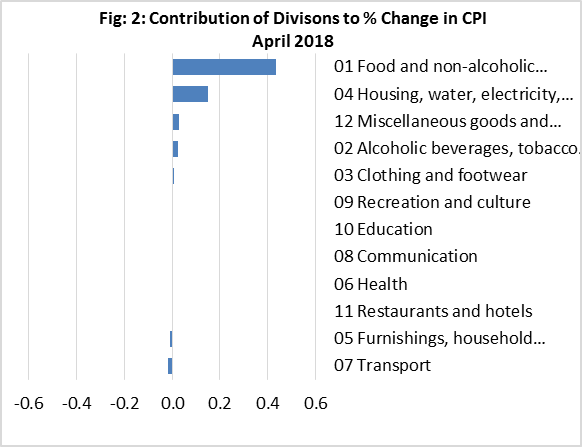 Fig: 2: Contribution of Divisons to % Change in CPI
April 2018
01 Food and non-alcoholic...
04 Housing, water, electricity,...
12 Miscellaneous goods and...
02 Alcoholic beverages, tobacco.
03 Clothing and footwear
09 Recreation and culture
10 Education
08 Communication
06 Health
11 Restaurants and hotels
05 Furnishings, household...
07 Transport
-0.6 -0.4 -0.2 0.0 0.2 0.4 0.6